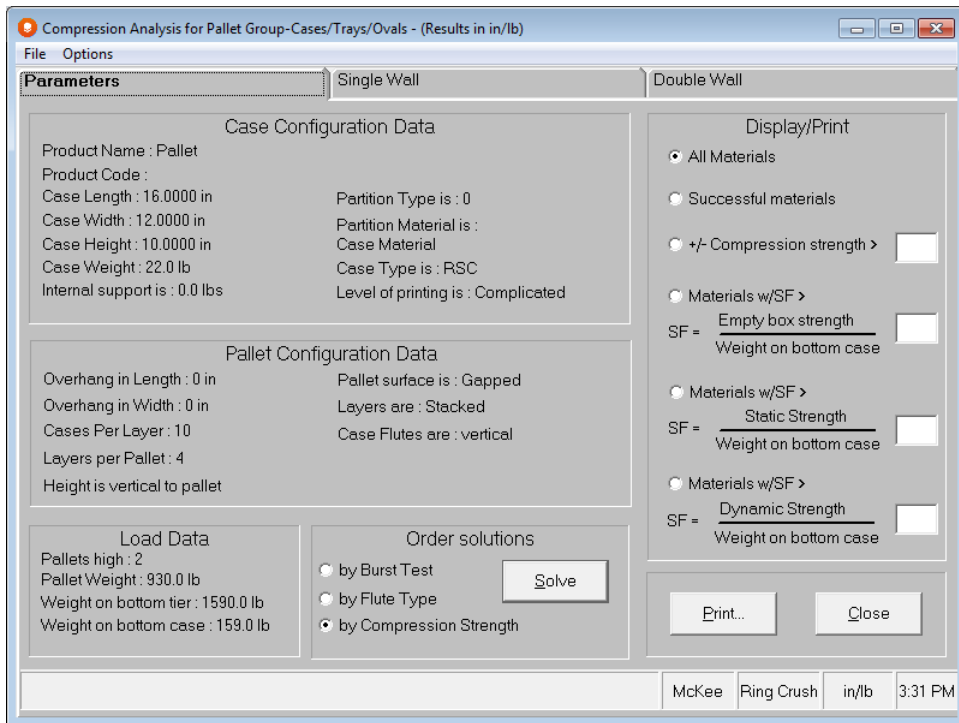 Compression Analysis for Pallet Group-Cases/Trays/Ovals - (Results in in/lb)
File Options
Parameters
Single Wall
Double Wall
Case Configuration Data
Product Name : Pallet
Product Code :
Case Length : 16.0000 in
Case Width : 12.0000 in
Case Height : 10.0000 in
Case Weight : 22.0 lb
Internal support is : 0.0 lbs
Partition Type is : 0
Partition Material is :
Case Material
Case Type is : RSC
Level of printing is : Complicated
Pallet Configuration Data
Overhang in Length : 0 in
Overhang in Width : 0 in
Cases Per Layer : 10
Layers per Pallet : 4
Height is vertical to pallet
Pallet surface is : Gapped
Layers are : Stacked
Case Flutes are : vertical
Load Data
Pallets high : 2
Pallet Weight : 930.0 lb
Weight on bottom tier : 1590.0 lb
Weight on bottom case : 159.0 lb
Order solutions
by Burst Test
by Flute Type
by Compression Strength
Solve
Display/Print
All Materials
Successful materials
+/- Compression strength >
Materials w/SF >
SF = Empty box strength
Weight on bottom case
Materials w/SF >
SF = Static Strength
Weight on bottom case
Materials w/SF >
SF = Dynamic Strength
Weight on bottom case
Print...
Close
McKee
Ring Crush
in/lb
3:31 PM